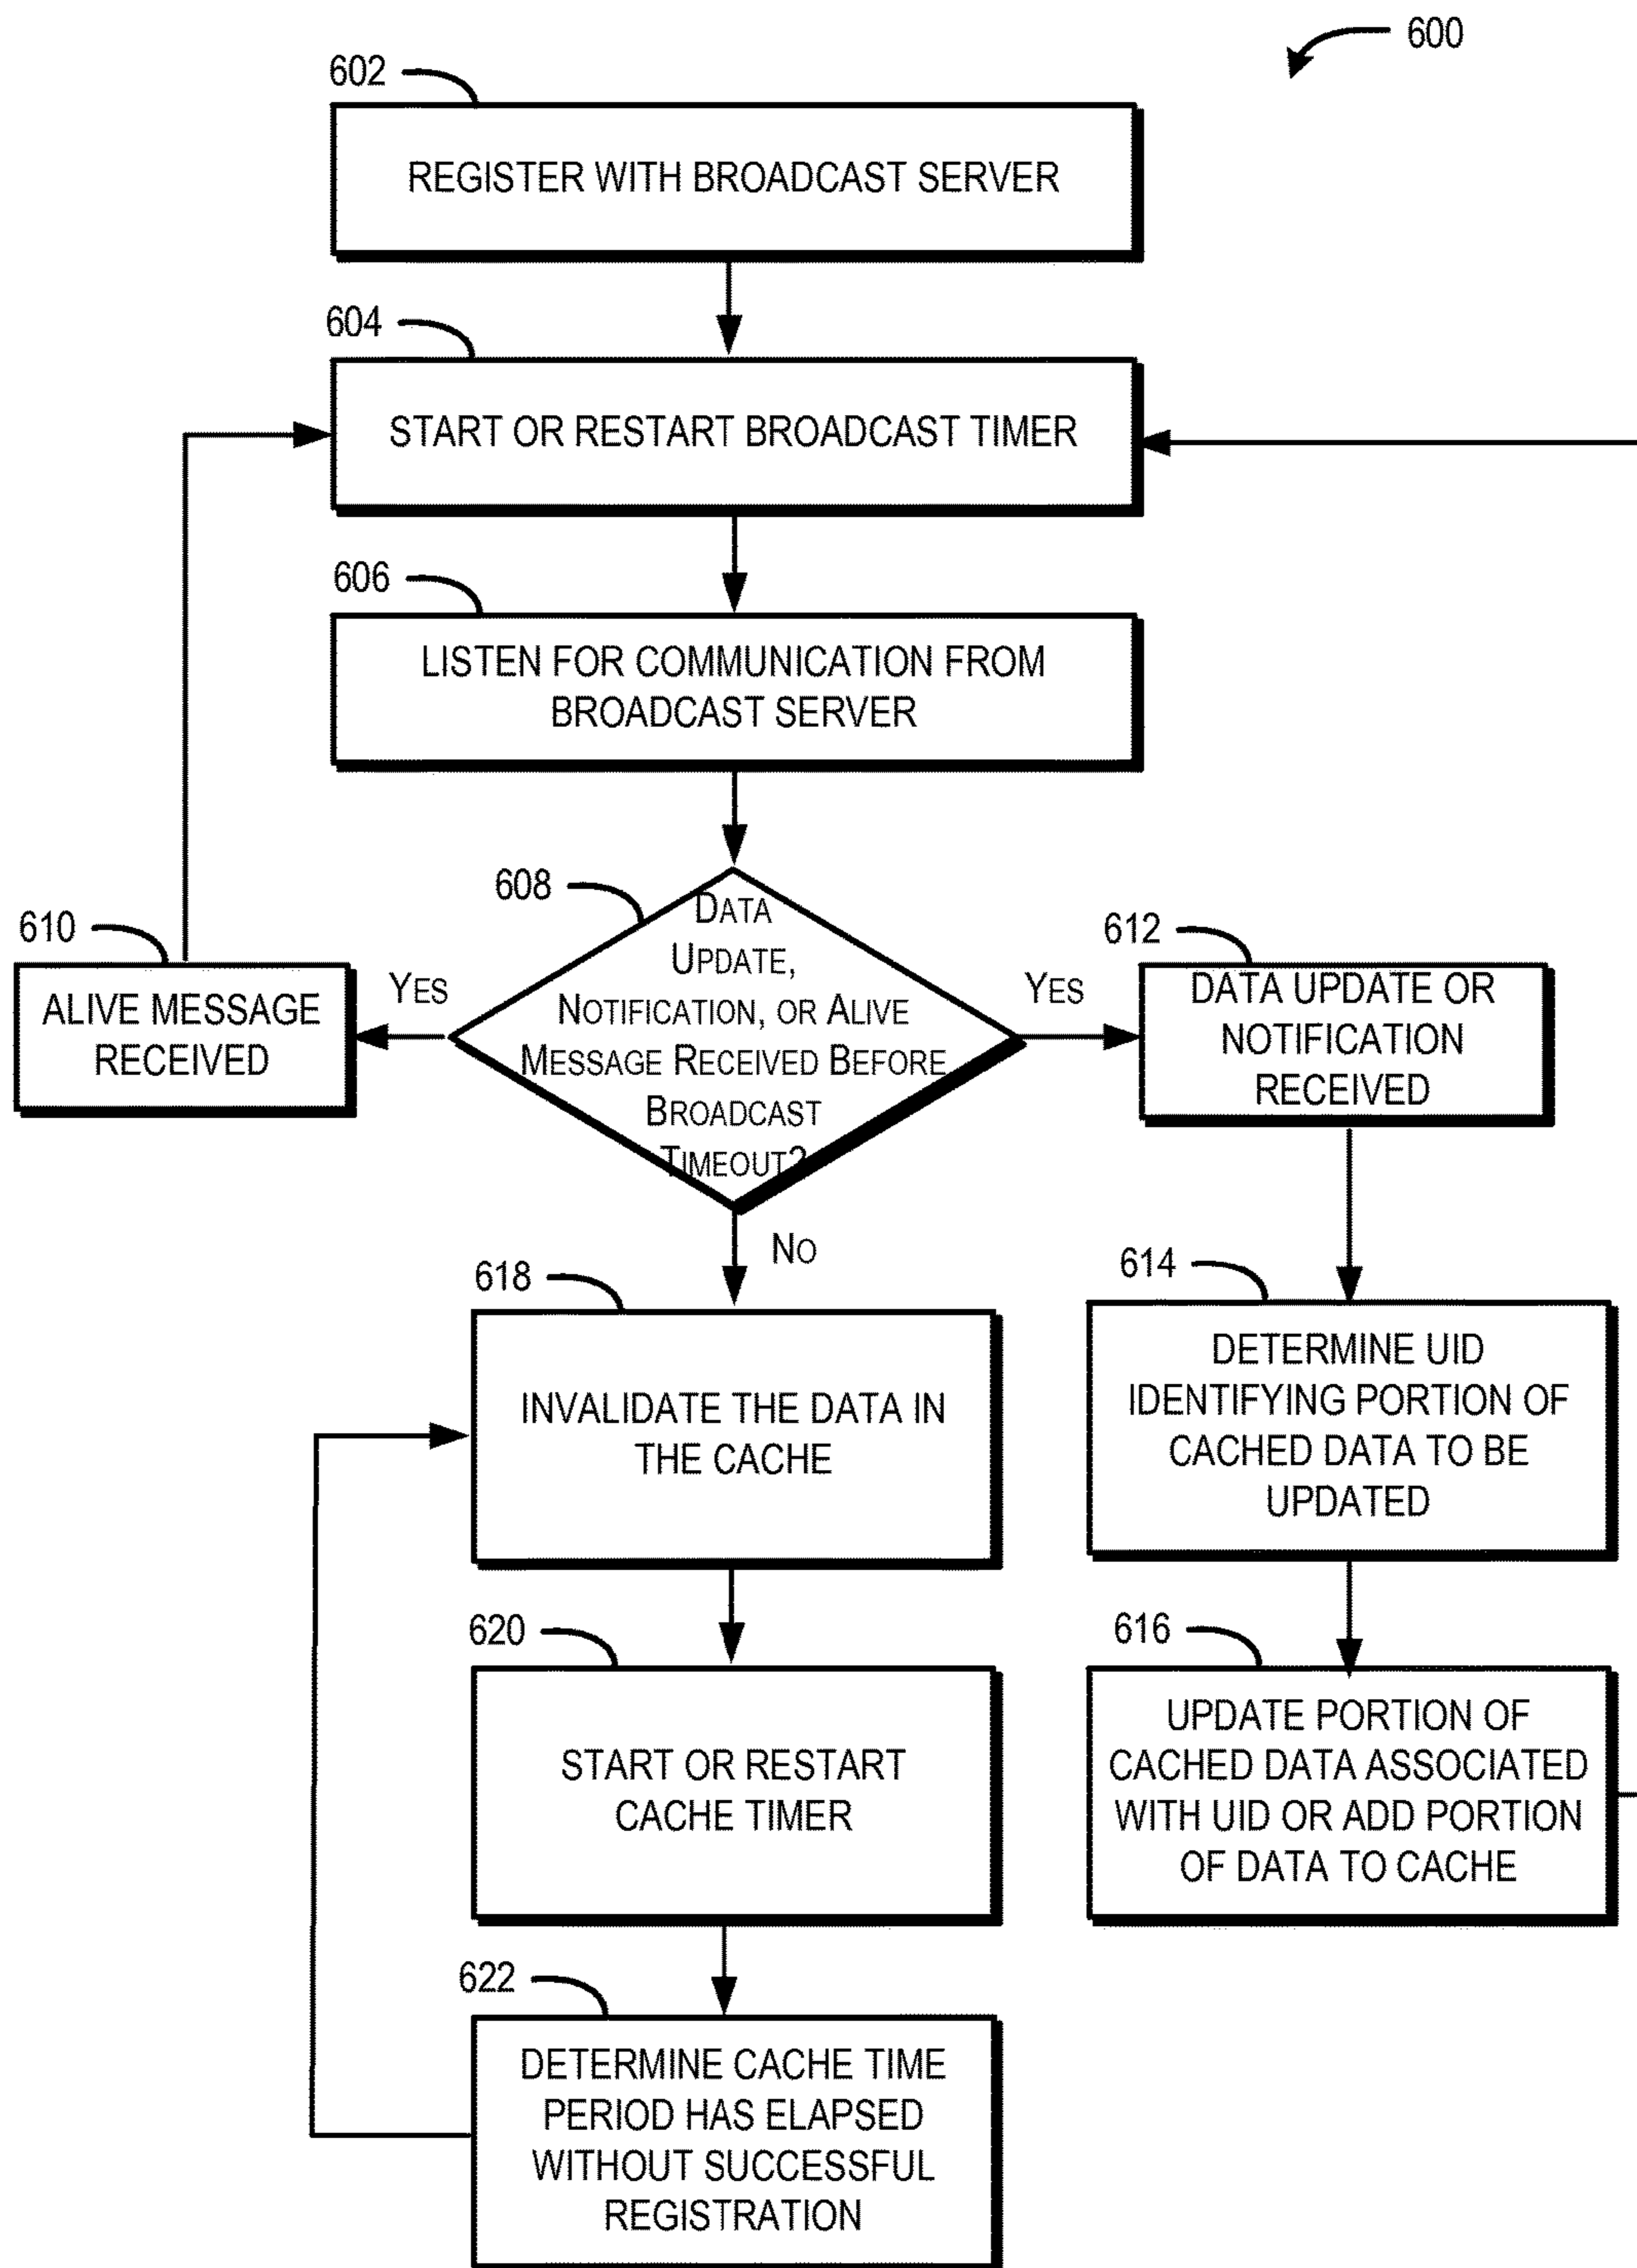 600
602
REGISTER WITH BROADCAST SERVER
604
START OR RESTART BROADCAST TIMER
606
LISTEN FOR COMMUNICATION FROM
BROADCAST SERVER
608
DATA
UPDATE,
NOTIFICATION, OR ALIVE
MESSAGE RECEIVED BEFORE
BROADCAST
TIMEOUT?
YES
610
ALIVE MESSAGE
RECEIVED
YES
612
DATA UPDATE OR
NOTIFICATION
RECEIVED
614
DETERMINE UID
IDENTIFYING PORTION OF
CACHED DATA TO BE
UPDATED
616
UPDATE PORTION OF
CACHED DATA ASSOCIATED
WITH UID OR ADD PORTION
OF DATA TO CACHE
NO
618
INVALIDATE THE DATA IN
THE CACHE
620
START OR RESTART
CACHE TIMER
622
DETERMINE CACHE TIME
PERIOD HAS ELAPSED
WITHOUT SUCCESSFUL
REGISTRATION